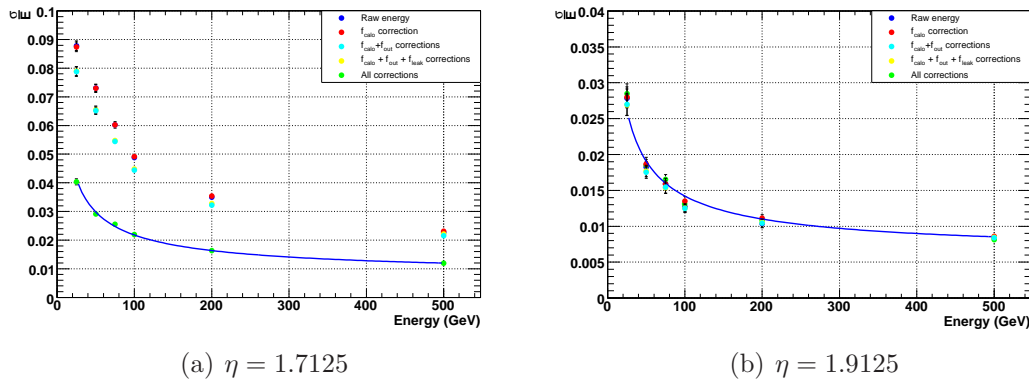 σ/E
0.1
0.09
0.08
0.07
0.06
0.05
0.04
0.03
0.02
0.01
0
0 100 200 300 400 500
Energy (GeV)
Raw energy
f_calo correction
f_calo+f_out corrections
f_calo + f_out + f_leak corrections
All corrections
(a) η = 1.7125
σ/E
0.04
0.035
0.03
0.025
0.02
0.015
0.01
0.005
0
0 100 200 300 400 500
Energy (GeV)
Raw energy
f_calo correction
f_calo+f_out corrections
f_calo + f_out + f_leak corrections
All corrections
(b) η = 1.9125